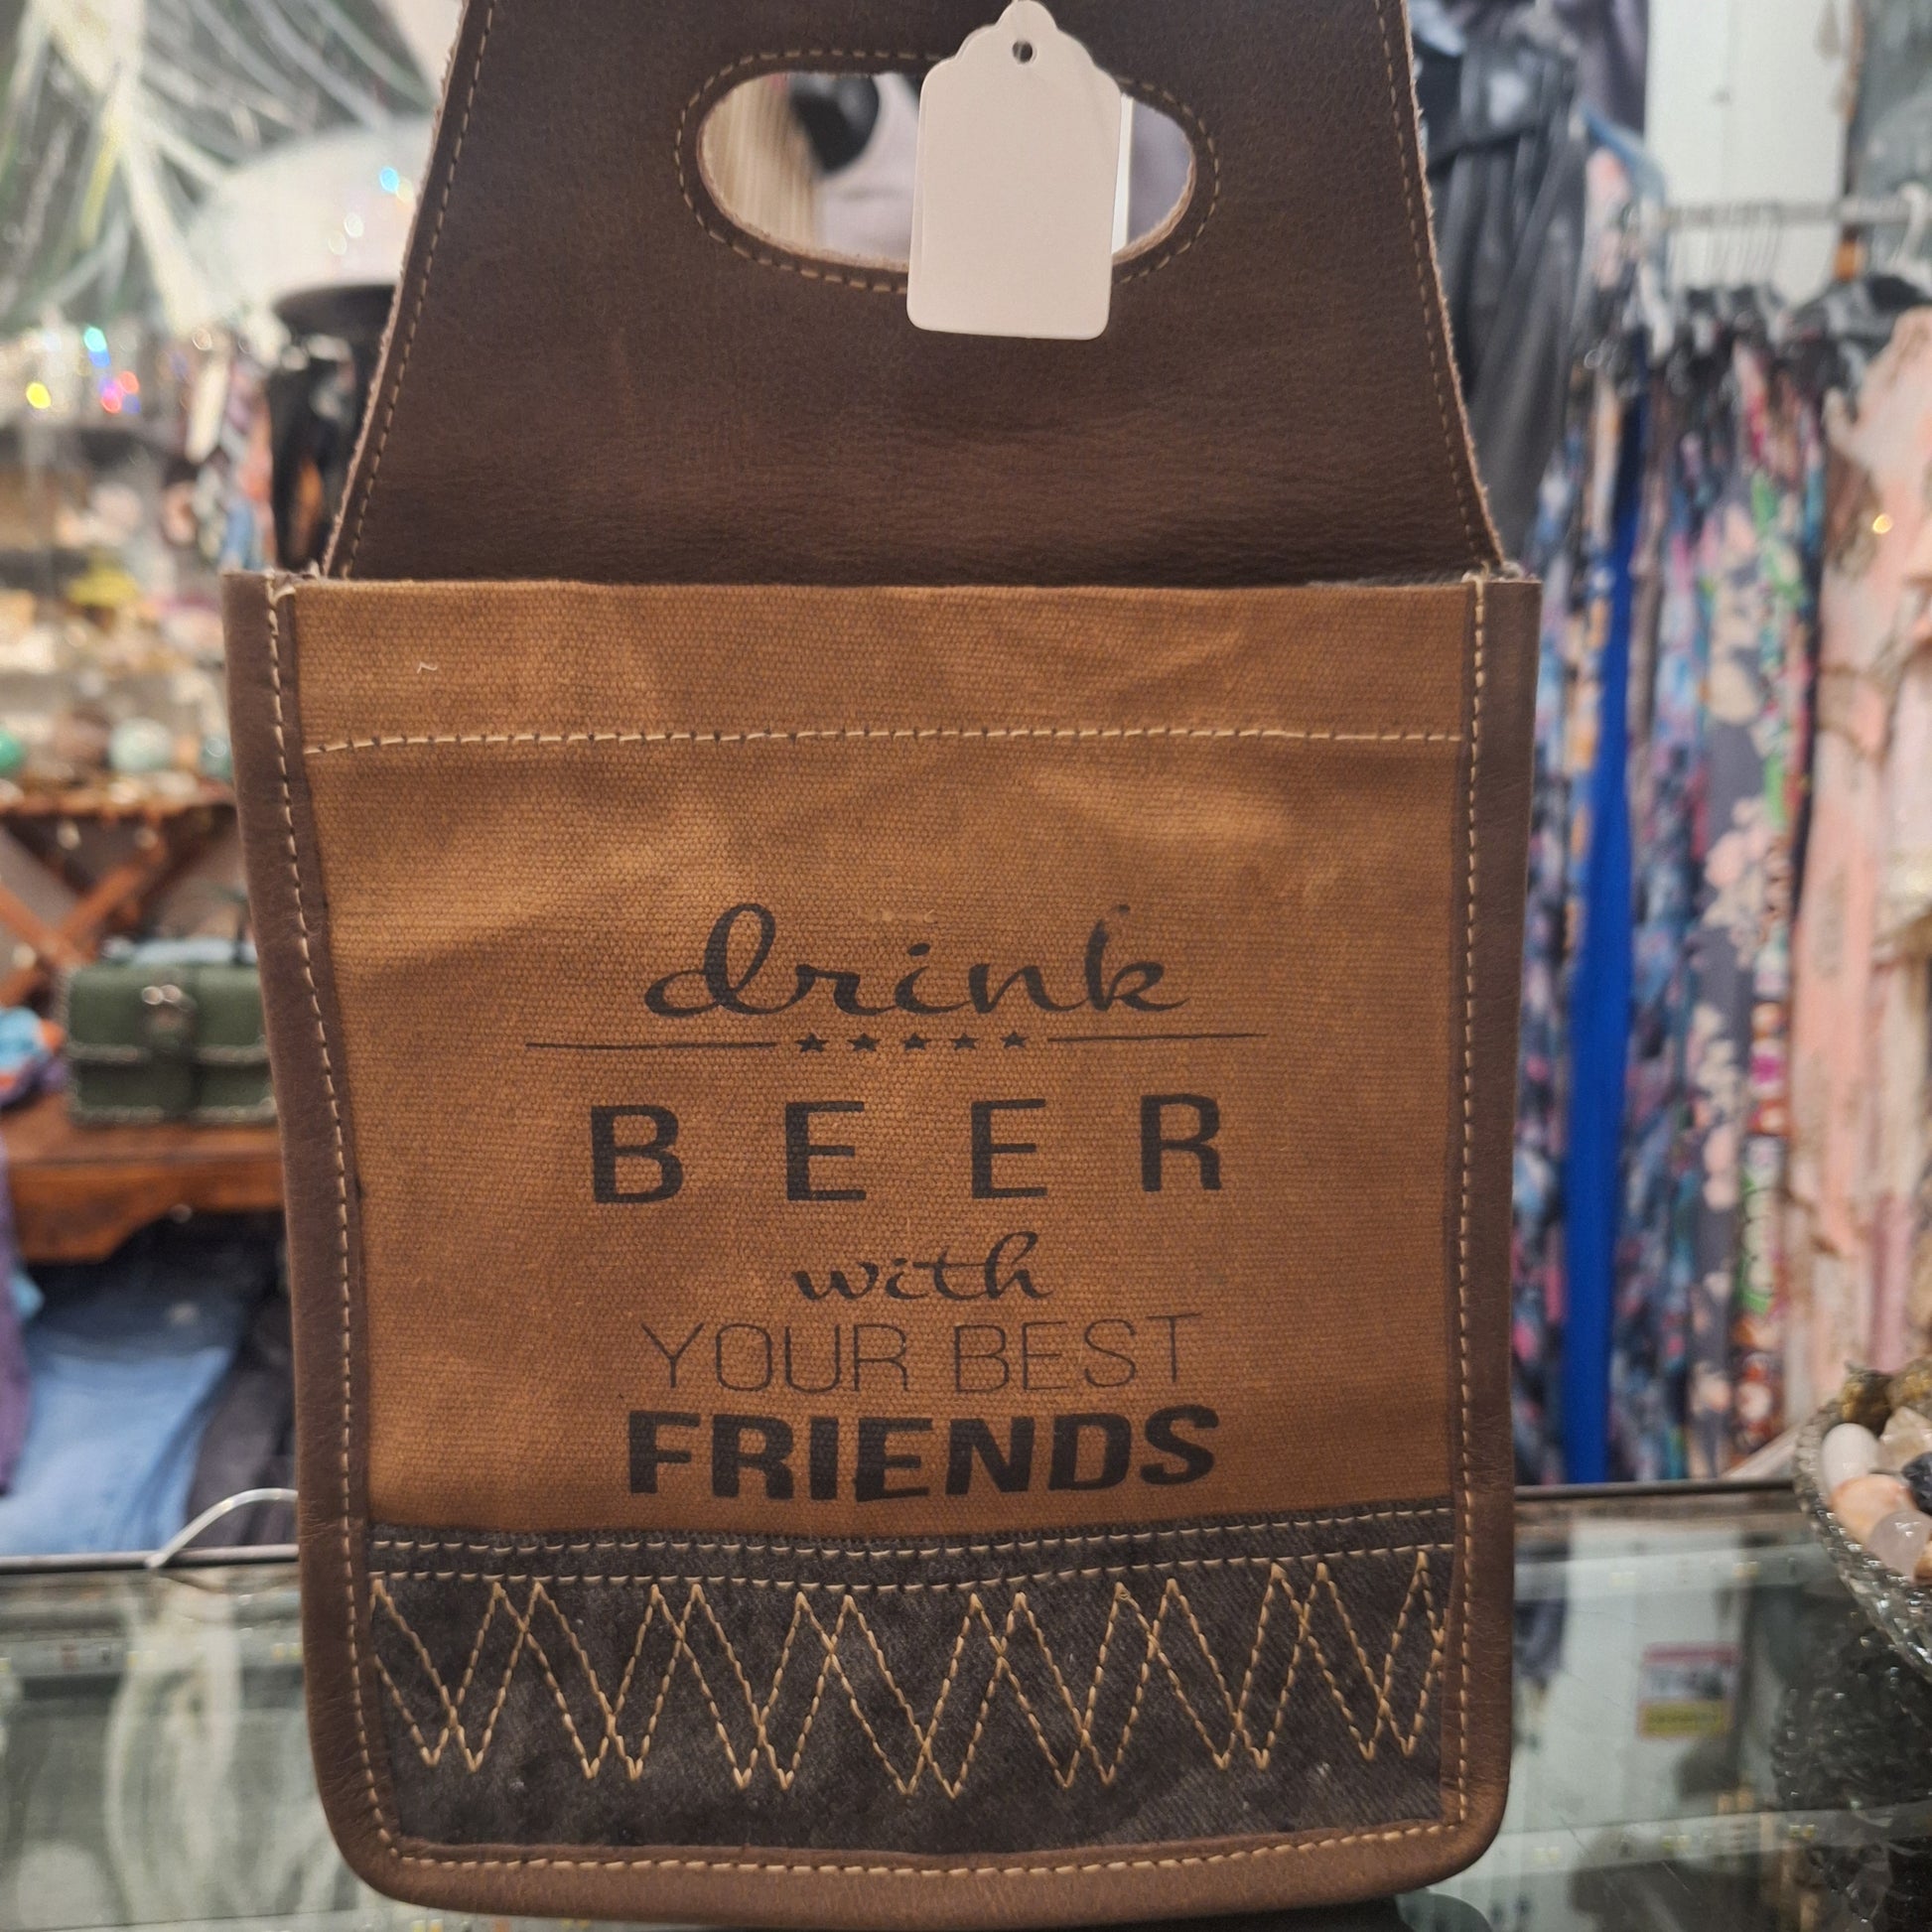 drink
BEER
with
YOUR BEST
FRIENDS